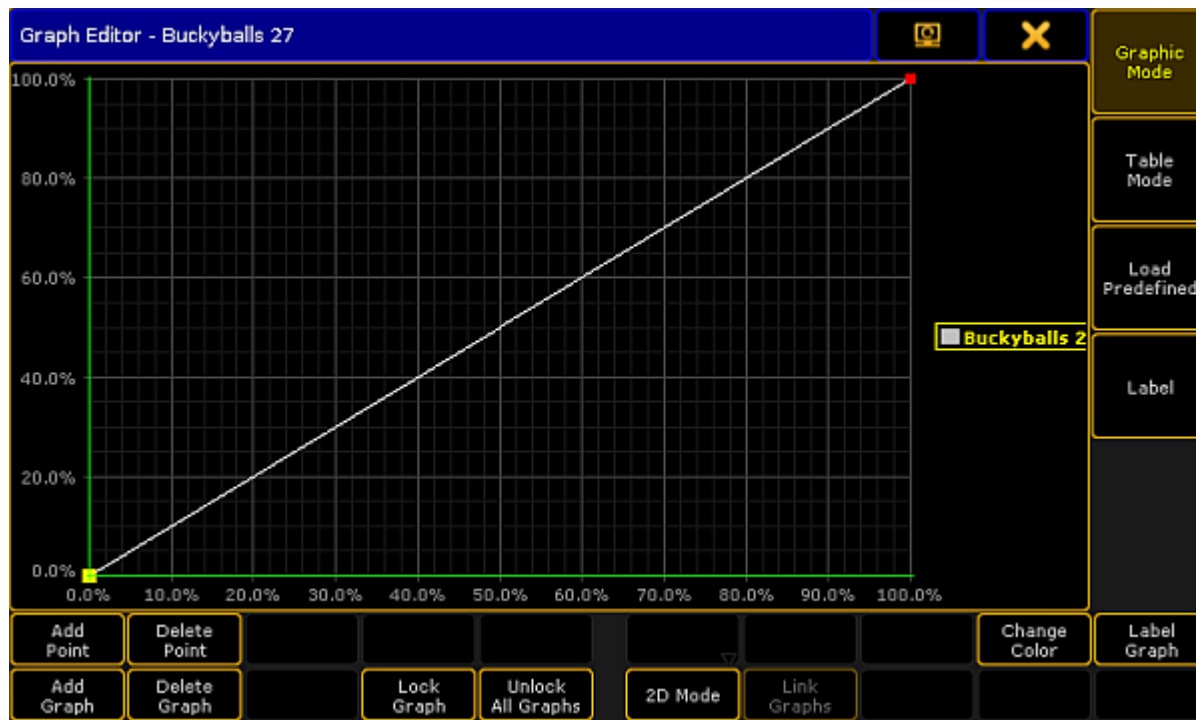 Graph Editor - Buckyballs 27
Graphic
Mode
100.0%
80.0%
60.0%
40.0%
20.0%
0.0%
0.0% 10.0% 20.0% 30.0% 40.0% 50.0% 60.0% 70.0% 80.0% 90.0% 100.0%
Buckyballs 2
Table
Mode
Load
Predefined
Label
Add
Point
Delete
Point
Change
Color
Label
Graph
Add
Graph
Delete
Graph
Lock
Graph
Unlock
All Graphs
2D Mode
Link
Graphs